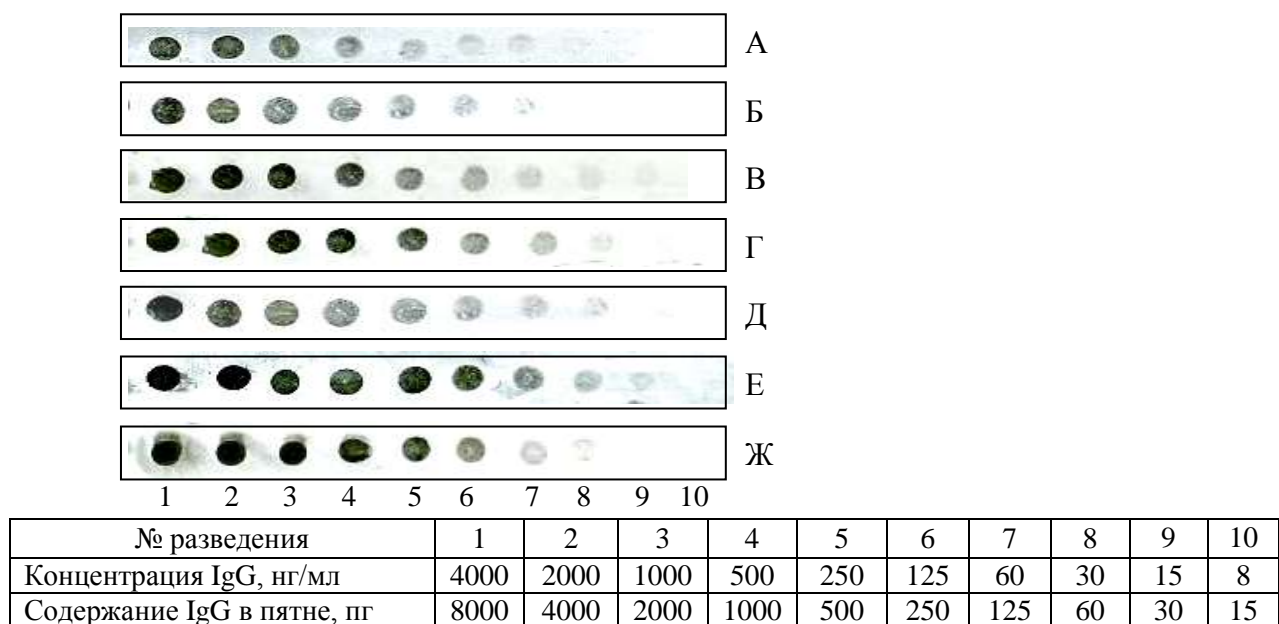 А
Б
В
Г
Д
Е
Ж
1 2 3 4 5 6 7 8 9 10
№ разведения 1 2 3 4 5 6 7 8 9 10
Концентрация IgG, нг/мл 4000 2000 1000 500 250 125 60 30 15 8
Содержание IgG в пятне, пг 8000 4000 2000 1000 500 250 125 60 30 15